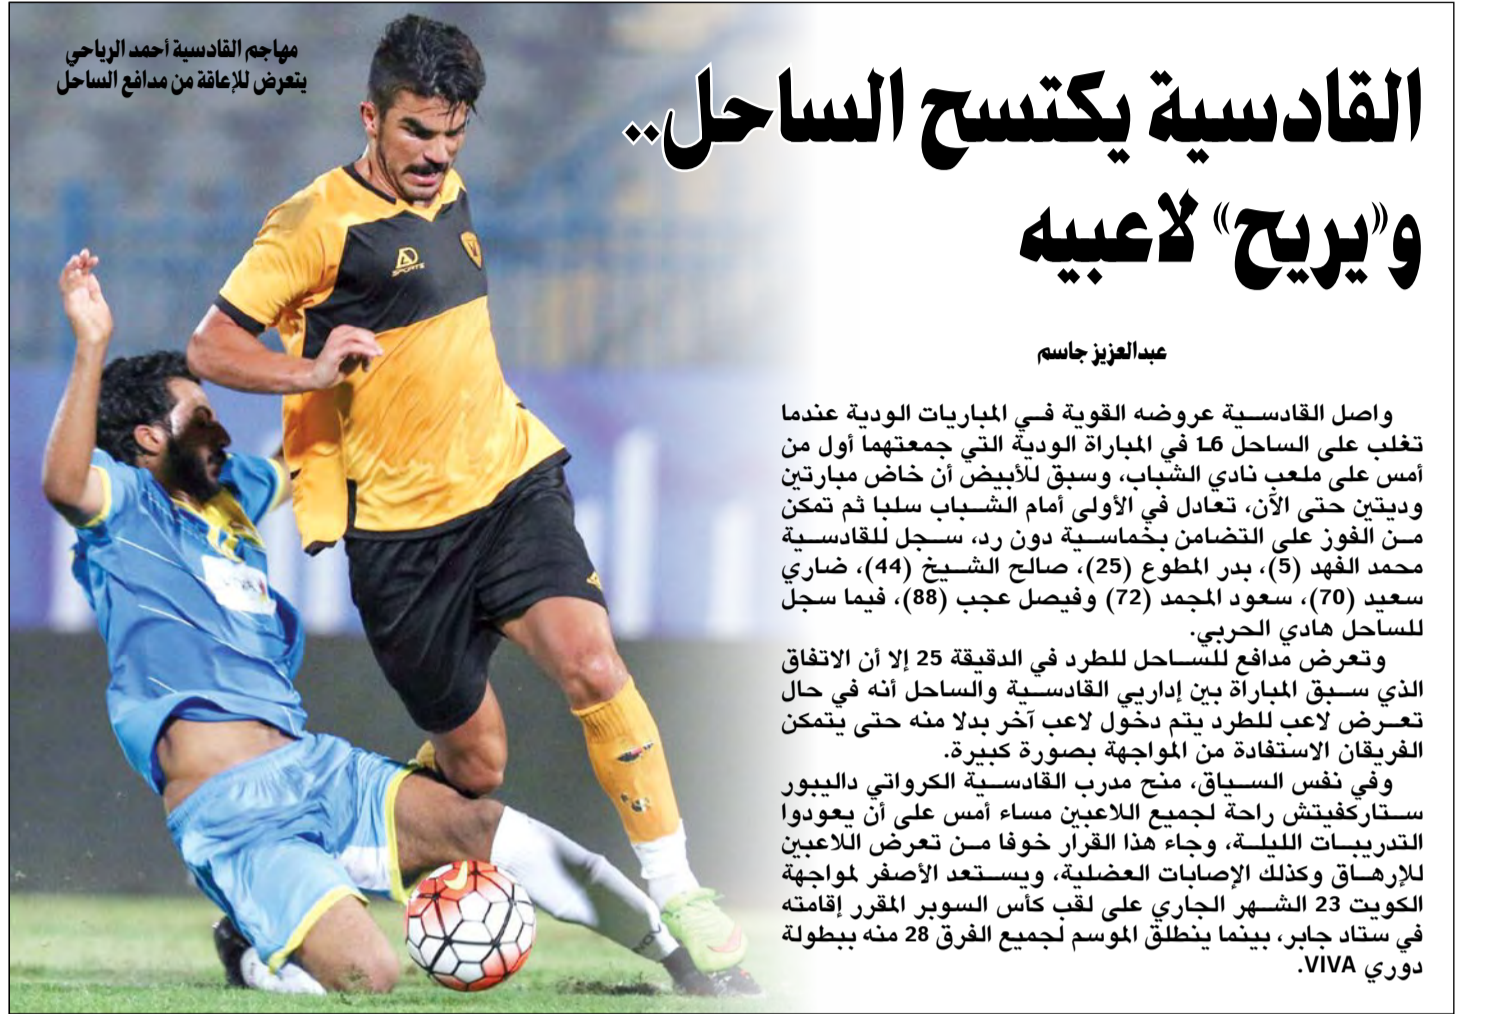 مهاجم القادسية أحمد الرياحي
يتعرض للإعاقة من مدافع الساحل
القادسية يكتسح الساحل..
و«يريح» لاعبيه
عبدالعزيز جاسم
واصل القادسية عروضه القوية في المباريات الودية عندما
تغلب على الساحل 1ـ6 في المباراة الودية التي جمعتهما أول من
أمس على ملعب نادي الشباب، وسبق للأبيض أن خاض مبارتين
وديتين حتى الآن، تعادل في الأولى أمام الشباب سلبا ثم تمكن
من الفوز على التضامن بخماسية دون رد، سجل للقادسية
محمد الفهد (5)، بدر المطوع (25)، صالح الشيخ (44)، ضاري
سعيد (70)، سعود المجمد (72) وفيصل عجب (88)، فيما سجل
للساحل هادي الحربي.
وتعرض مدافع للساحل للطرد في الدقيقة 25 إلا أن الاتفاق
الذي سبق المباراة بين إداريي القادسية والساحل أنه في حال
تعرض لاعب للطرد يتم دخول لاعب آخر بدلا منه حتى يتمكن
الفريقان الاستفادة من المواجهة بصورة كبيرة.
وفي نفس السياق، منح مدرب القادسية الكرواتي داليبور
ستاركفيتش راحة لجميع اللاعبين مساء أمس على أن يعودوا
التدريبات الليلة، وجاء هذا القرار خوفا من تعرض اللاعبين
للإرهاق وكذلك الإصابات العضلية، ويستعد الأصفر لمواجهة
الكويت 23 الشهر الجاري على لقب كأس السوبر المقرر إقامته
في ستاد جابر، بينما ينطلق الموسم لجميع الفرق 28 منه ببطولة
دوري VIVA.
SPORTS